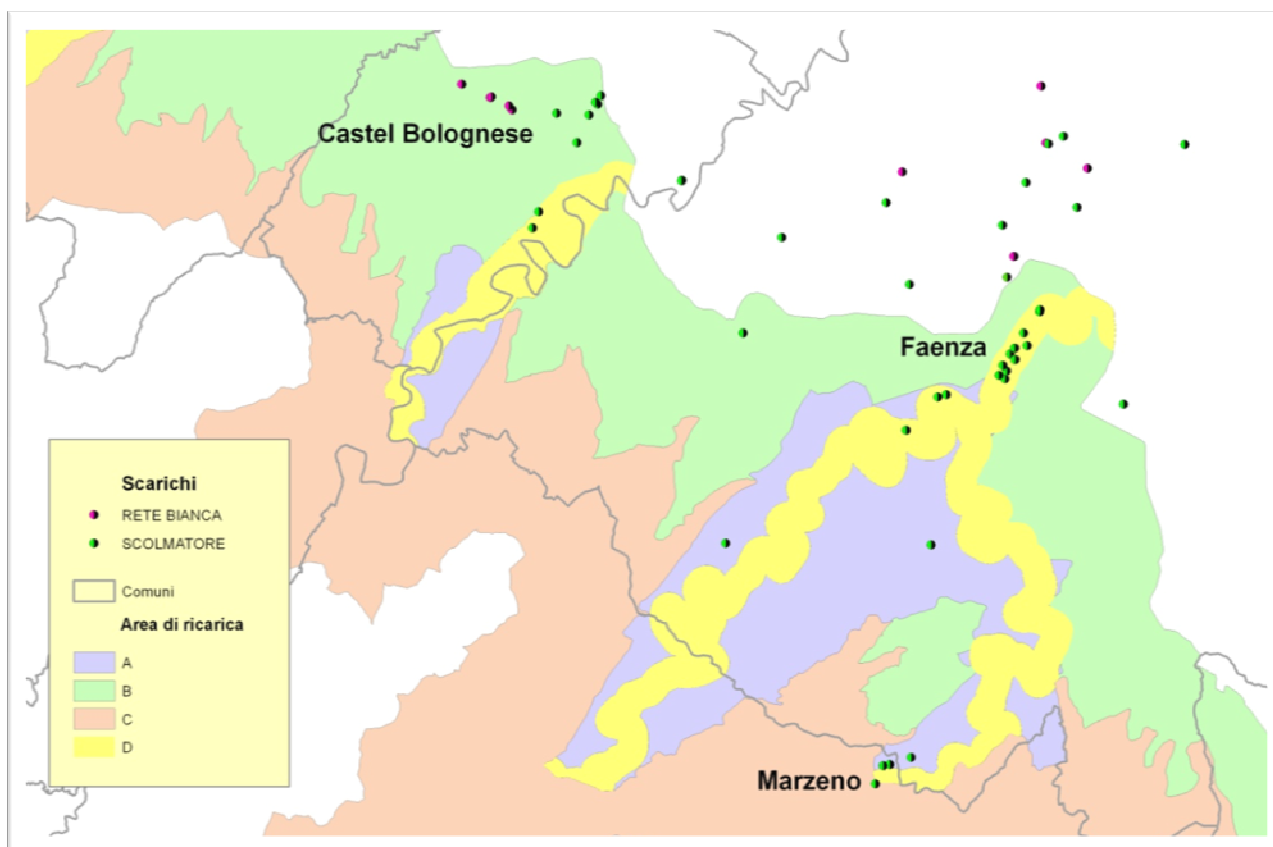 Castel Bolognese
Faenza
Scarichi
RETE BIANCA
SCOLMATORE
Comuni
Area di ricarica
A
B
C
D
Marzeno